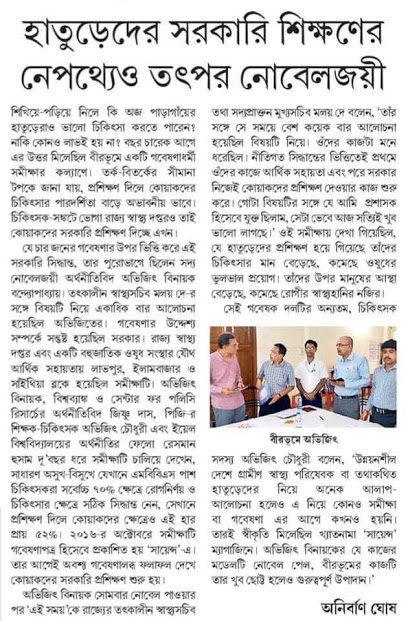 হাতুড়েদের সরকারি শিক্ষণের
নেপথ্যেও তৎপর নোবেলজয়ী
শিখিয়ে-পড়িয়ে নিলে কি অজ পাড়াগাঁয়ের
হাতুড়েরাও ভালো চিকিৎসা করতে পারেন?
নাকি কোনও লাভই হয় না? বছর চারেক আগে
এর উত্তর মিলেছিল বীরভূমে একটি গবেষণাধর্মী
সমীক্ষার কল্যাণে। তর্ক-বিতর্কের সীমানা
টপকে জানা যায়, প্রশিক্ষণ দিলে কোয়াকদের
চিকিৎসার পারদর্শিতা বাড়ে অভাবনীয় ভাবে।
চিকিৎসক-সঙ্কটে ভোগা রাজ্য স্বাস্থ্য দপ্তরও তাই
কোয়াকদের সরকারি প্রশিক্ষণ দিচ্ছে এখন।
যে চার জনের গবেষণার উপর ভিত্তি করে এই
সরকারি সিদ্ধান্ত, তার পুরোভাগে ছিলেন সদ্য
নোবেলজয়ী অর্থনীতিবিদ অভিজিৎ বিনায়ক
বন্দ্যোপাধ্যায়। তৎকালীন স্বাস্থ্যসচিব মলয় দে-র
সঙ্গে বিষয়টি নিয়ে একাধিক বার আলোচনা
হয়েছিল অভিজিতের। গবেষণার উদ্দেশ্য
সম্পর্কে সন্তুষ্ট হয়েছিল সরকার। রাজ্য স্বাস্থ্য
দপ্তর এবং একটি বহুজাতিক ওষুধ সংস্থার যৌথ
আর্থিক সহায়তায় লাভপুর, ইলামবাজার ও
সাঁইথিয়া ব্লকে হয়েছিল সমীক্ষাটি। অভিজিৎ
বিনায়ক, বিশ্বব্যাঙ্ক ও সেন্টার ফর পলিসি
রিসার্চের অর্থনীতিবিদ জিষ্ণু দাস, পিজি-র
শিক্ষক-চিকিৎসক অভিজিৎ চৌধুরী এবং ইয়েল
বিশ্ববিদ্যালয়ের অর্থনীতির ফেলো রেসমান
হুসাম দু'বছর ধরে সমীক্ষাটি চালিয়ে দেখেন,
সাধারণ অসুখ-বিসুখে যেখানে এমবিবিএস পাশ
চিকিৎসকরা সর্বোচ্চ ৭০% ক্ষেত্রে রোগনির্ণয় ও
চিকিৎসার ক্ষেত্রে সঠিক সিদ্ধান্ত নেন, সেখানে
প্রশিক্ষণ দিলে কোয়াকদের ক্ষেত্রেও এই হার
প্রায় ৫২%। ২০১৬-র অক্টোবরে সমীক্ষাটি
গবেষণাপত্র হিসেবে প্রকাশিত হয় 'সায়েন্স'-এ।
তার আগেই অবশ্য গবেষণালব্ধ ফলাফল দেখে
কোয়াকদের সরকারি প্রশিক্ষণ শুরু হয়।
অভিজিৎ বিনায়ক সোমবার নোবেল পাওয়ার
পর 'এই সময়'কে রাজ্যের তৎকালীন স্বাস্থ্যসচিব
তথা সদ্যপ্রাক্তন মুখ্যসচিব মলয় দে বলেন, 'তাঁর
সঙ্গে সে সময়ে বেশ কয়েক বার আলোচনা
হয়েছিল বিষয়টি নিয়ে। ওঁদের কাজটা মনে
ধরেছিল। নীতিগত সিদ্ধান্তের ভিত্তিতেই প্রথমে
ওঁদের কাজে আর্থিক সহায়তা এবং পরে সরকার
নিজেই কোয়াকদের প্রশিক্ষণ দেওয়ার কাজ শুরু
করে। গোটা বিষয়টির সঙ্গে যে আমি প্রশাসক
হিসেবে যুক্ত ছিলাম, সেটা ভেবে আজ সত্যিই খুব
ভালো লাগছে।' ওই সমীক্ষায় দেখা গিয়েছিল,
যে হাতুড়েদের প্রশিক্ষণ হয়ে গিয়েছে তাঁদের
চিকিৎসার মান বেড়েছে, কমেছে ওষুধের
ভুলভাল প্রয়োগ। তাঁদের উপর মানুষের আস্থা
বেড়েছে, কমেছে রোগীর স্বাস্থ্যহানির নজির।
সেই গবেষক দলটির অন্যতম, চিকিৎসক
বীরভূমে অভিজিৎ
সদস্য অভিজিৎ চৌধুরী বলেন, 'উন্নয়নশীল
দেশে গ্রামীণ স্বাস্থ্য পরিষেবক বা তথাকথিত
হাতুড়েদের নিয়ে অনেক আলাপ-
আলোচনা হলেও এ নিয়ে কোনও সমীক্ষা
বা গবেষণা এর আগে কখনও হয়নি।
তারই স্বীকৃতি মিলেছিল খ্যাতনামা 'সায়েন্স'
ম্যাগাজিনে। অভিজিৎ বিনায়কের যে কাজের
মডেলটি নোবেল পেল, বীরভূমের কাজটি
তার খুব ছোট্ট হলেও গুরুত্বপূর্ণ উপাদান।'
অনির্বাণ ঘোষ